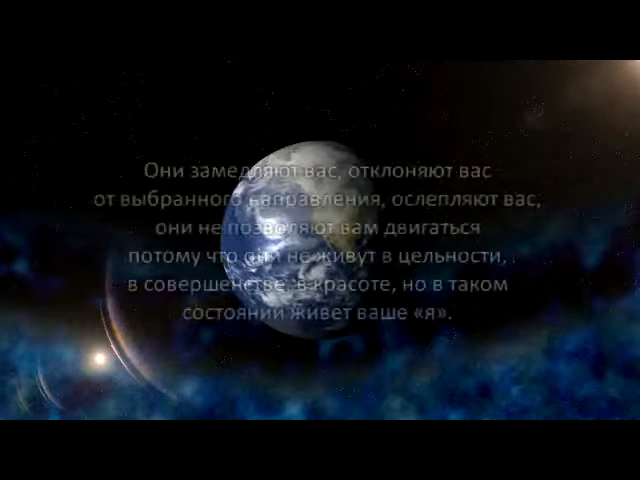 Они замедляют вас, отклоняют вас
от выбранного направления, ослепляют вас,
они не позволяют вам двигаться
потому что они не живут в цельности,
в совершенстве, в красоте, но в таком
состоянии живет ваше «я».